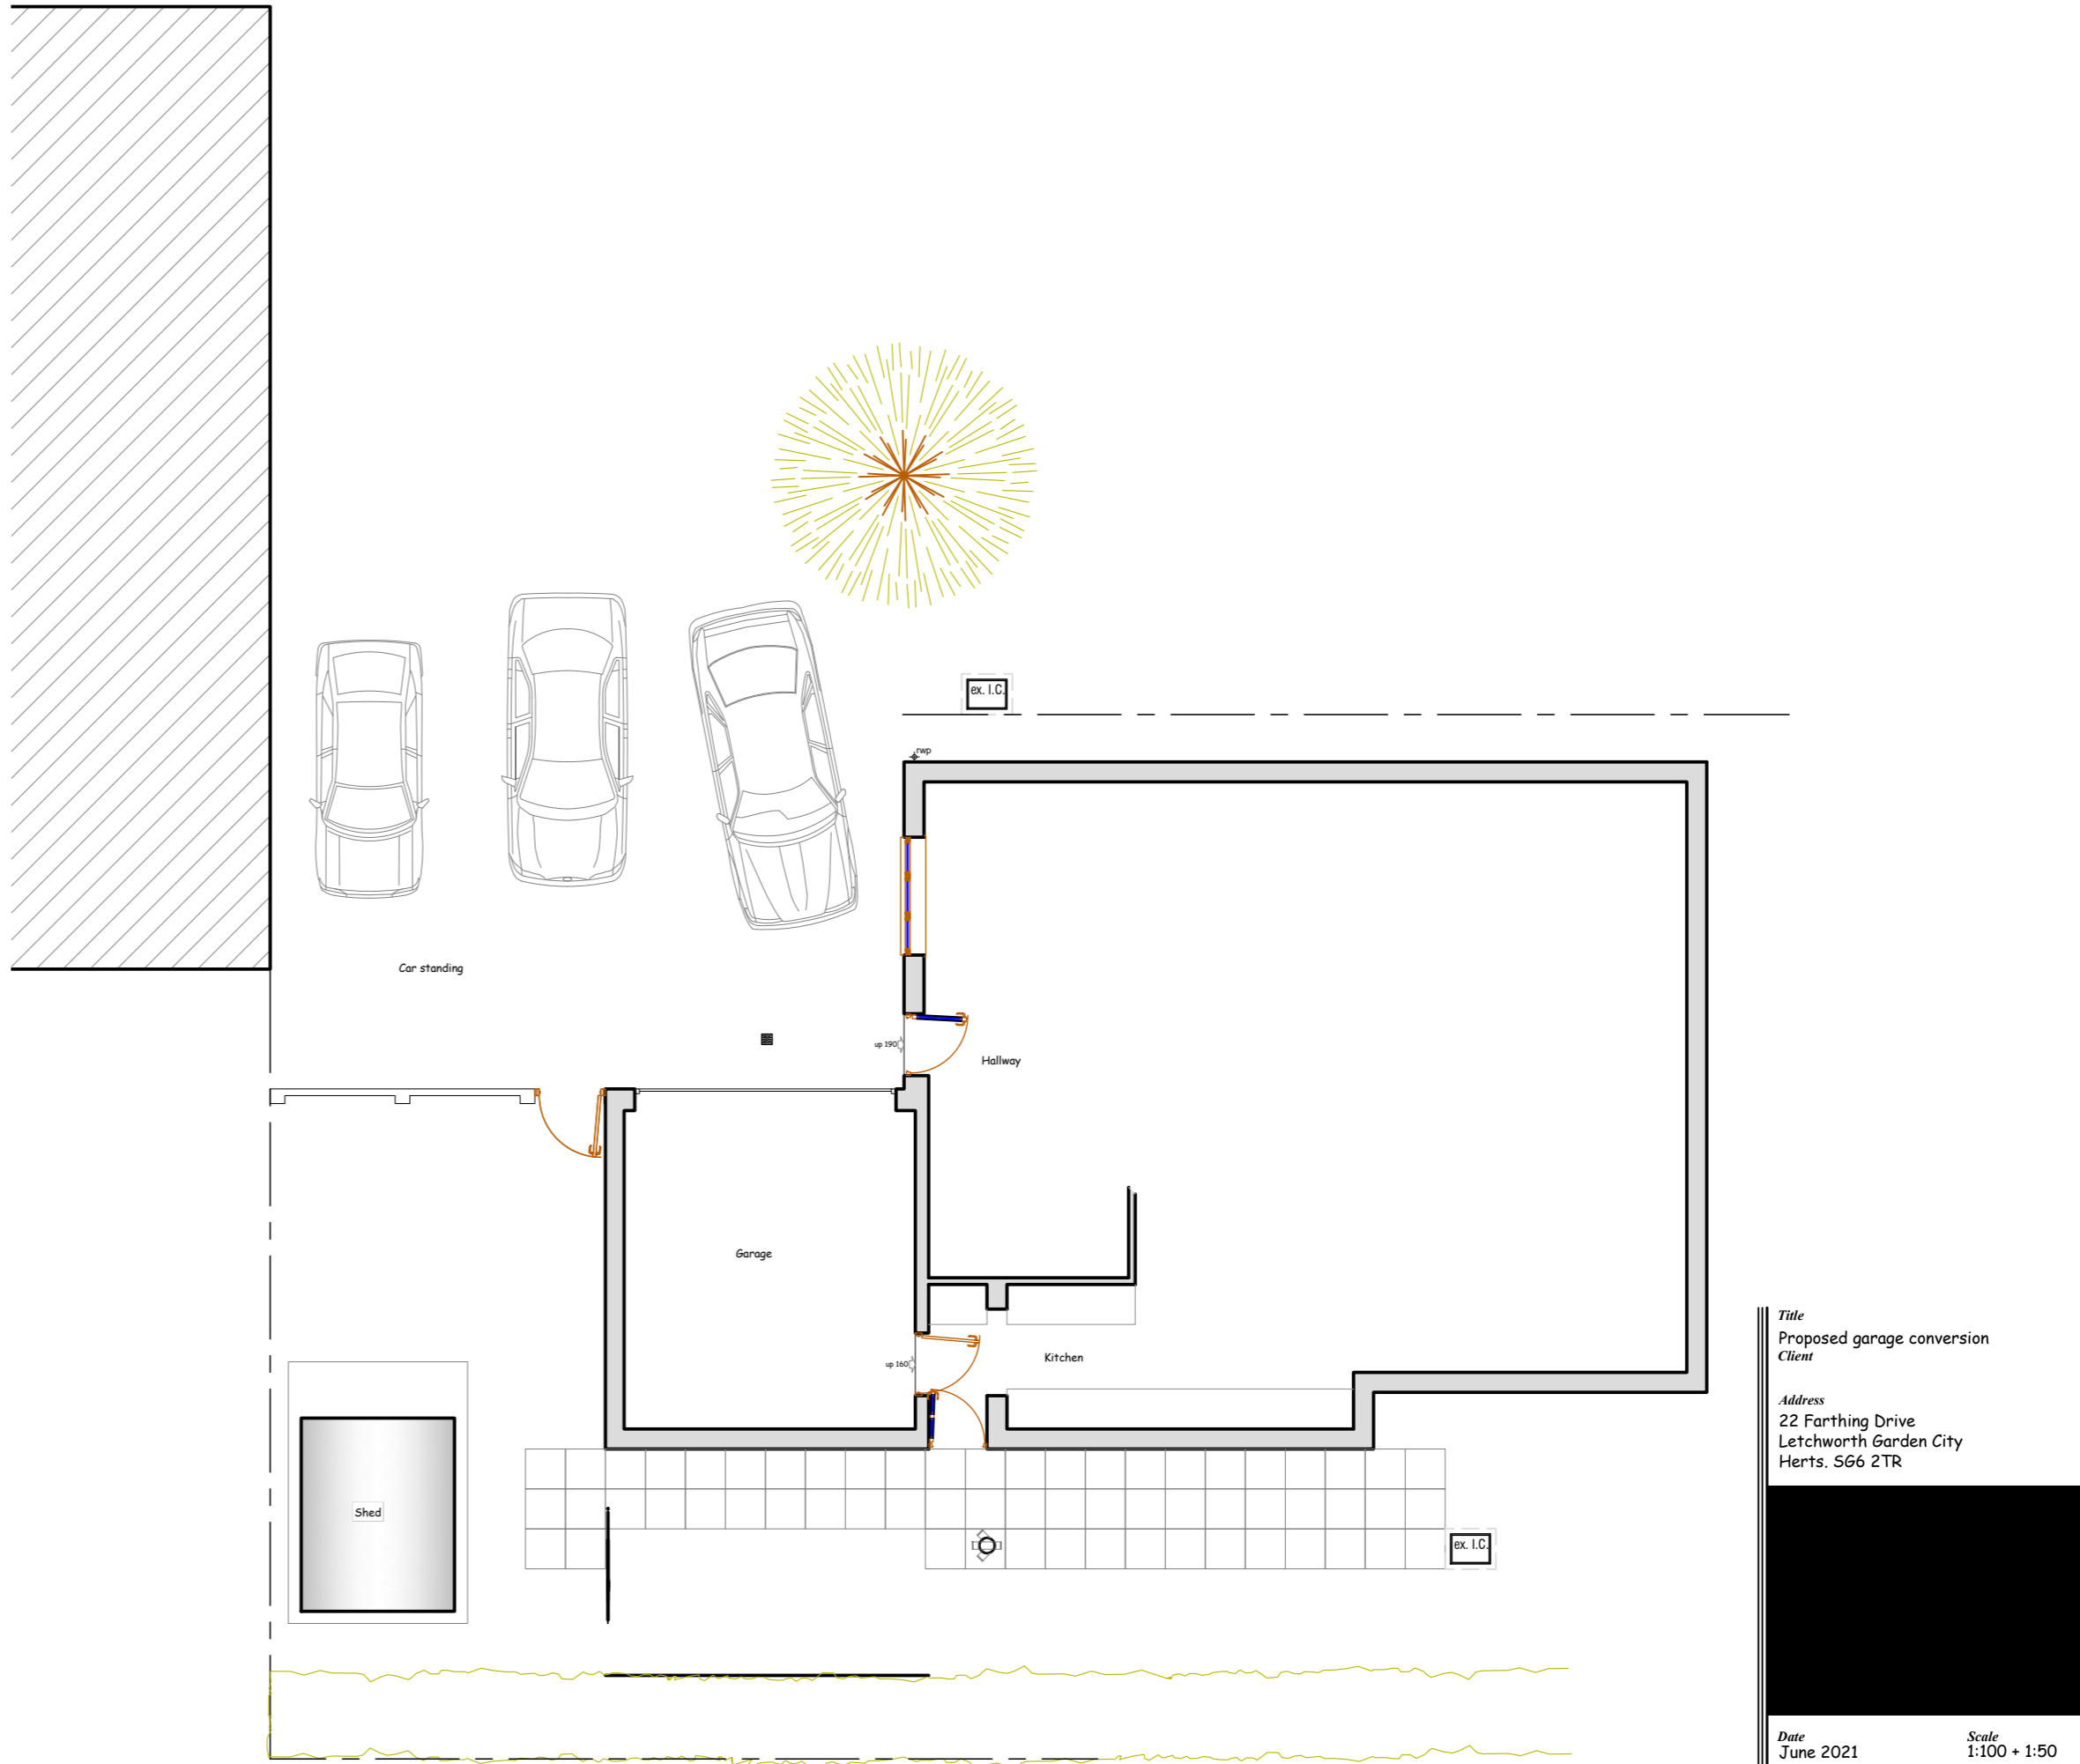 ex. I.C.
rwp
Car standing
up 190
Hallway
Garage
up 160
Kitchen
Shed
ex. I.C.
Title
Proposed garage conversion
Client
Address
22 Farthing Drive
Letchworth Garden City
Herts. SG6 2TR
Date
June 2021
Scale
1:100 + 1:50